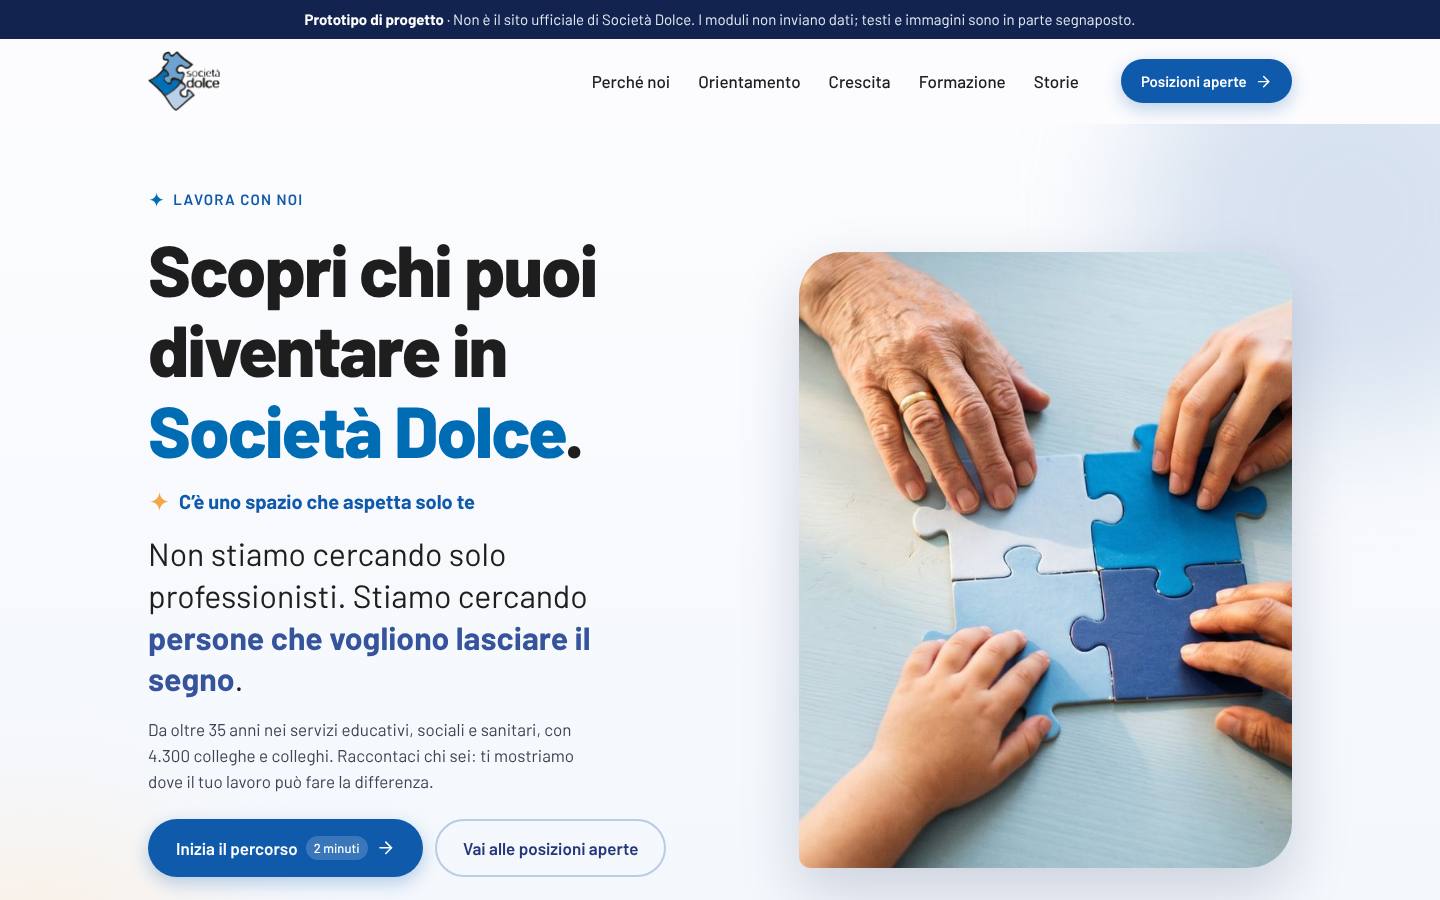 Prototipo di progetto · Non è il sito ufficiale di Società Dolce. I moduli non inviano dati; testi e immagini sono in parte segnaposto.
società
dolce
Perché noi
Orientamento
Crescita
Formazione
Storie
Posizioni aperte
LAVORA CON NOI
Scopri chi puoi
diventare in
Società Dolce.
C'è uno spazio che aspetta solo te
Non stiamo cercando solo
professionisti. Stiamo cercando
persone che vogliono lasciare il
segno.
Da oltre 35 anni nei servizi educativi, sociali e sanitari, con
4.300 colleghe e colleghi. Raccontaci chi sei: ti mostriamo
dove il tuo lavoro può fare la differenza.
Inizia il percorso 2 minuti
Vai alle posizioni aperte